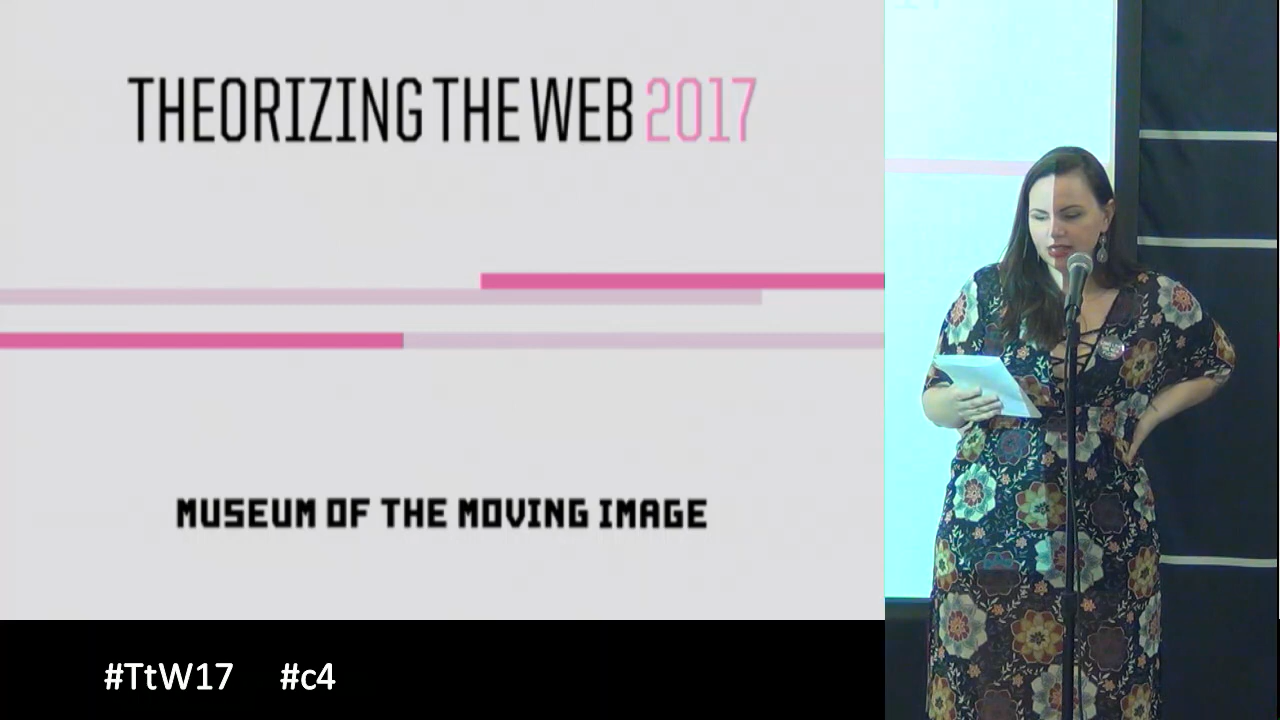 THEORIZING THE WEB 2017
MUSEUM OF THE MOVING IMAGE
#TtW17 #c4